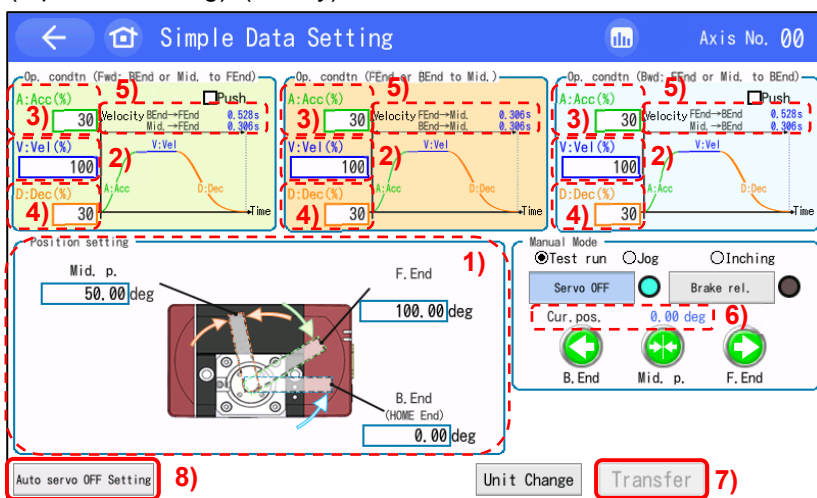 Simple Data Setting Axis No. 00
Op. condtn (Fwd: BEnd or Mid. to FEnd)
5)
A:Acc(%) Push
3) 30 Velocity BEnd→FEnd 0.528s
Mid. →FEnd 0.306s
V:Vel(%) 2) V:Vel
100
A:Acc D:Dec
D:Dec(%)
4) 30 Time
Op. condtn (FEnd or BEnd to Mid.)
5)
A:Acc(%)
3) 30 Velocity FEnd→Mid. 0.306s
BEnd→Mid. 0.306s
V:Vel(%) 2) V:Vel
100
A:Acc D:Dec
D:Dec(%)
4) 30 Time
Op. condtn (Bwd: FEnd or Mid. to BEnd)
5)
A:Acc(%) Push
3) 30 Velocity FEnd→BEnd 0.528s
Mid. →BEnd 0.306s
V:Vel(%) 2) V:Vel
100
A:Acc D:Dec
D:Dec(%)
4) 30 Time
Position setting
1)
Mid. p.
50.00 deg
F.End
100.00 deg
B.End
(HOME End)
0.00 deg
Manual Mode
Test run Jog Inching
Servo OFF Brake rel.
Cur.pos. 0.00 deg 6)
B.End Mid. p. F.End
Auto servo OFF Setting 8) Unit Change Transfer 7)